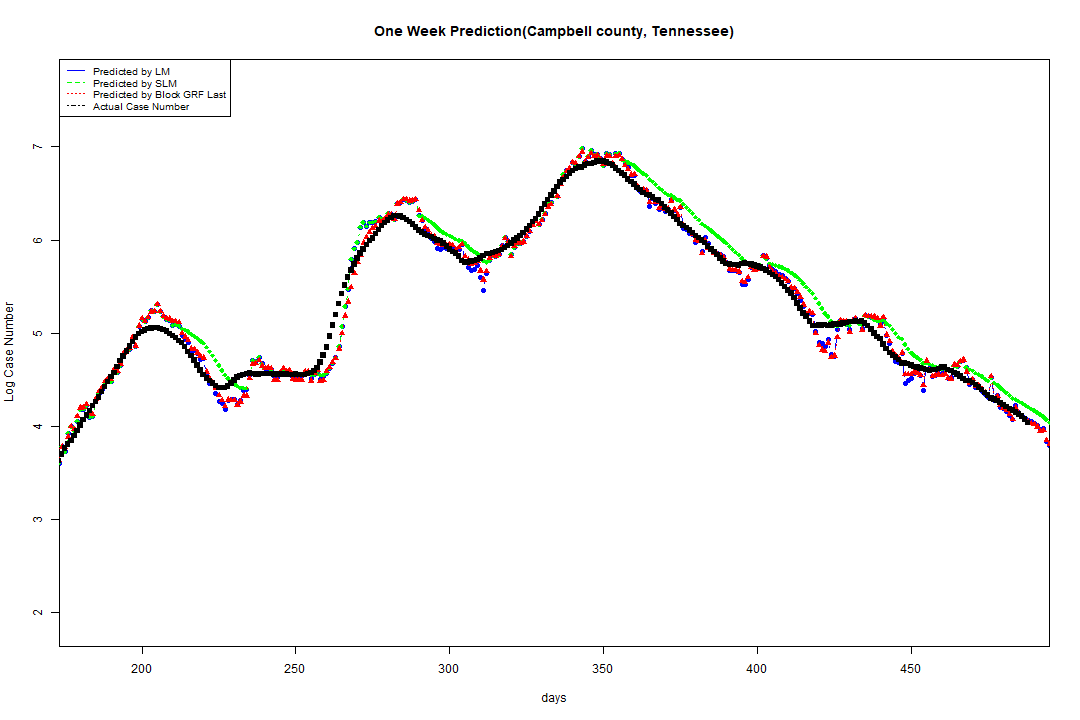 One Week Prediction(Campbell county, Tennessee)
Predicted by LM
Predicted by SLM
Predicted by Block GRF Last
Actual Case Number
Log Case Number
7
6
5
4
3
2
200 250 300 350 400 450
days